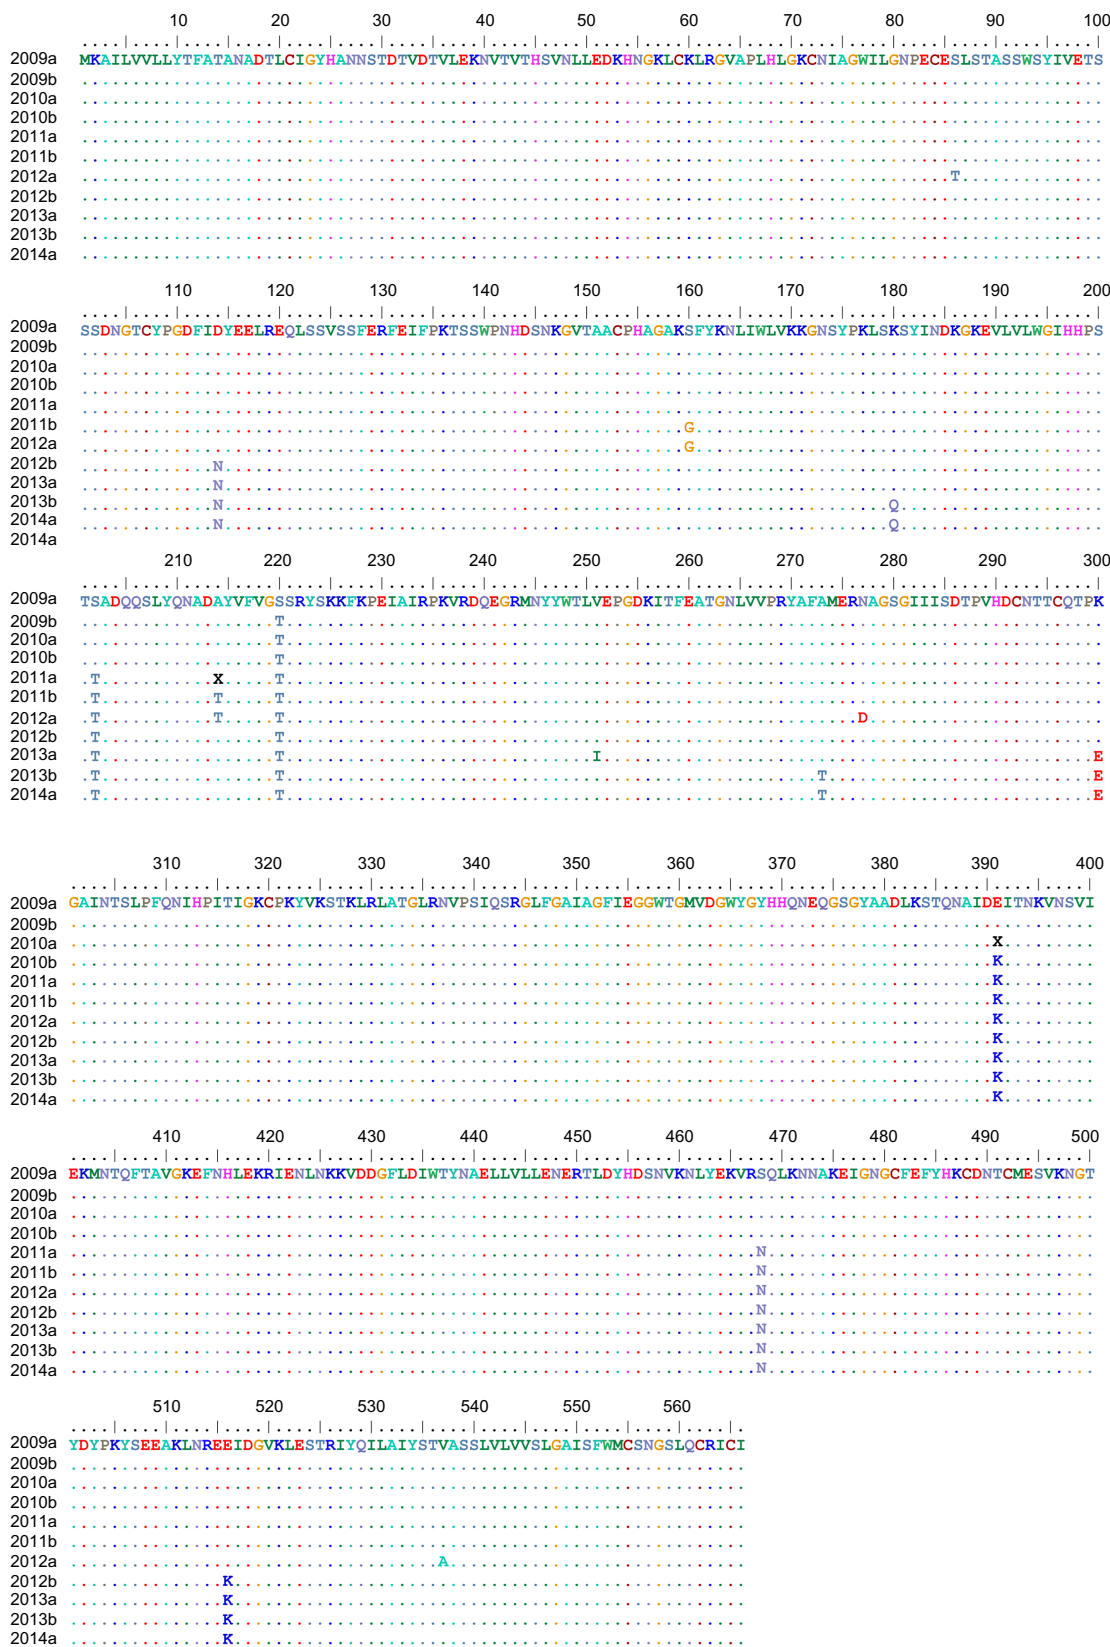 10 20 30 40 50 60 70 80 90 100
2009a MKAILVVLLYTFATANADTLCIGYHANNSTDTVDTVLEKNVTVTHSVNLLEDKHNGKLCKLRGVAPLHLGKCNIAGWILGNPECESLSTASSWSYIVETS
2009b
2010a
2010b
2011a
2011b
2012a T
2012b
2013a
2013b
2014a
110 120 130 140 150 160 170 180 190 200
2009a SSDNGTCYPGDFIDYEELREQLSSVSSFERFEIFPKTSSWPNHDSNKGVTAACPHAGAKSFYKNLIWLVKKGNSYPKLSKSYINDKGKEVLVLWGIHHPS
2009b
2010a
2010b
2011a
2011b G
2012a G
2012b N
2013a N
2013b N Q
2014a N Q
2014a
210 220 230 240 250 260 270 280 290 300
2009a TSADQQSLYQNADAYVFVGSSRYSKKFKPEIAIRPKVRDQEGRMNYYWTLVEPGDKITFEATGNLVVPRYAFAMERNAGSGIIISDTPVHDCNTTCQTPK
2009b T
2010a T
2010b T
2011a T X T
2011b T T T
2012a T T T D
2012b T T
2013a T T I E
2013b T T T E
2014a T T T E
310 320 330 340 350 360 370 380 390 400
2009a GAINTSLPFQNIHPITIGKCPKYVKSTKLRLATGLRNVPSIQSRGLFGAIAGFIEGGWTGMVDGWYGYHHQNEQGSGYAADLKSTQNAIDEITNKVNSVI
2009b
2010a X
2010b K
2011a K
2011b K
2012a K
2012b K
2013a K
2013b K
2014a K
410 420 430 440 450 460 470 480 490 500
2009a EKMNTQFTAVGKEFNHLEKRIENLNKKVDDGFLDIWTYNAELLVLLENERTLDYHDSNVKNLYEKVRSQLKNNAKEIGNGCFEFYHKCDNTCMESVKNGT
2009b
2010a
2010b
2011a N
2011b N
2012a N
2012b N
2013a N
2013b N
2014a N
510 520 530 540 550 560
2009a YDYPKYSEEAKLNREEIDGVKLESTRIYQILAIYSTVASSLVLVVSLGAISFWMCSNGSLQCRICI
2009b
2010a
2010b
2011a
2011b
2012a A
2012b K
2013a K
2013b K
2014a K